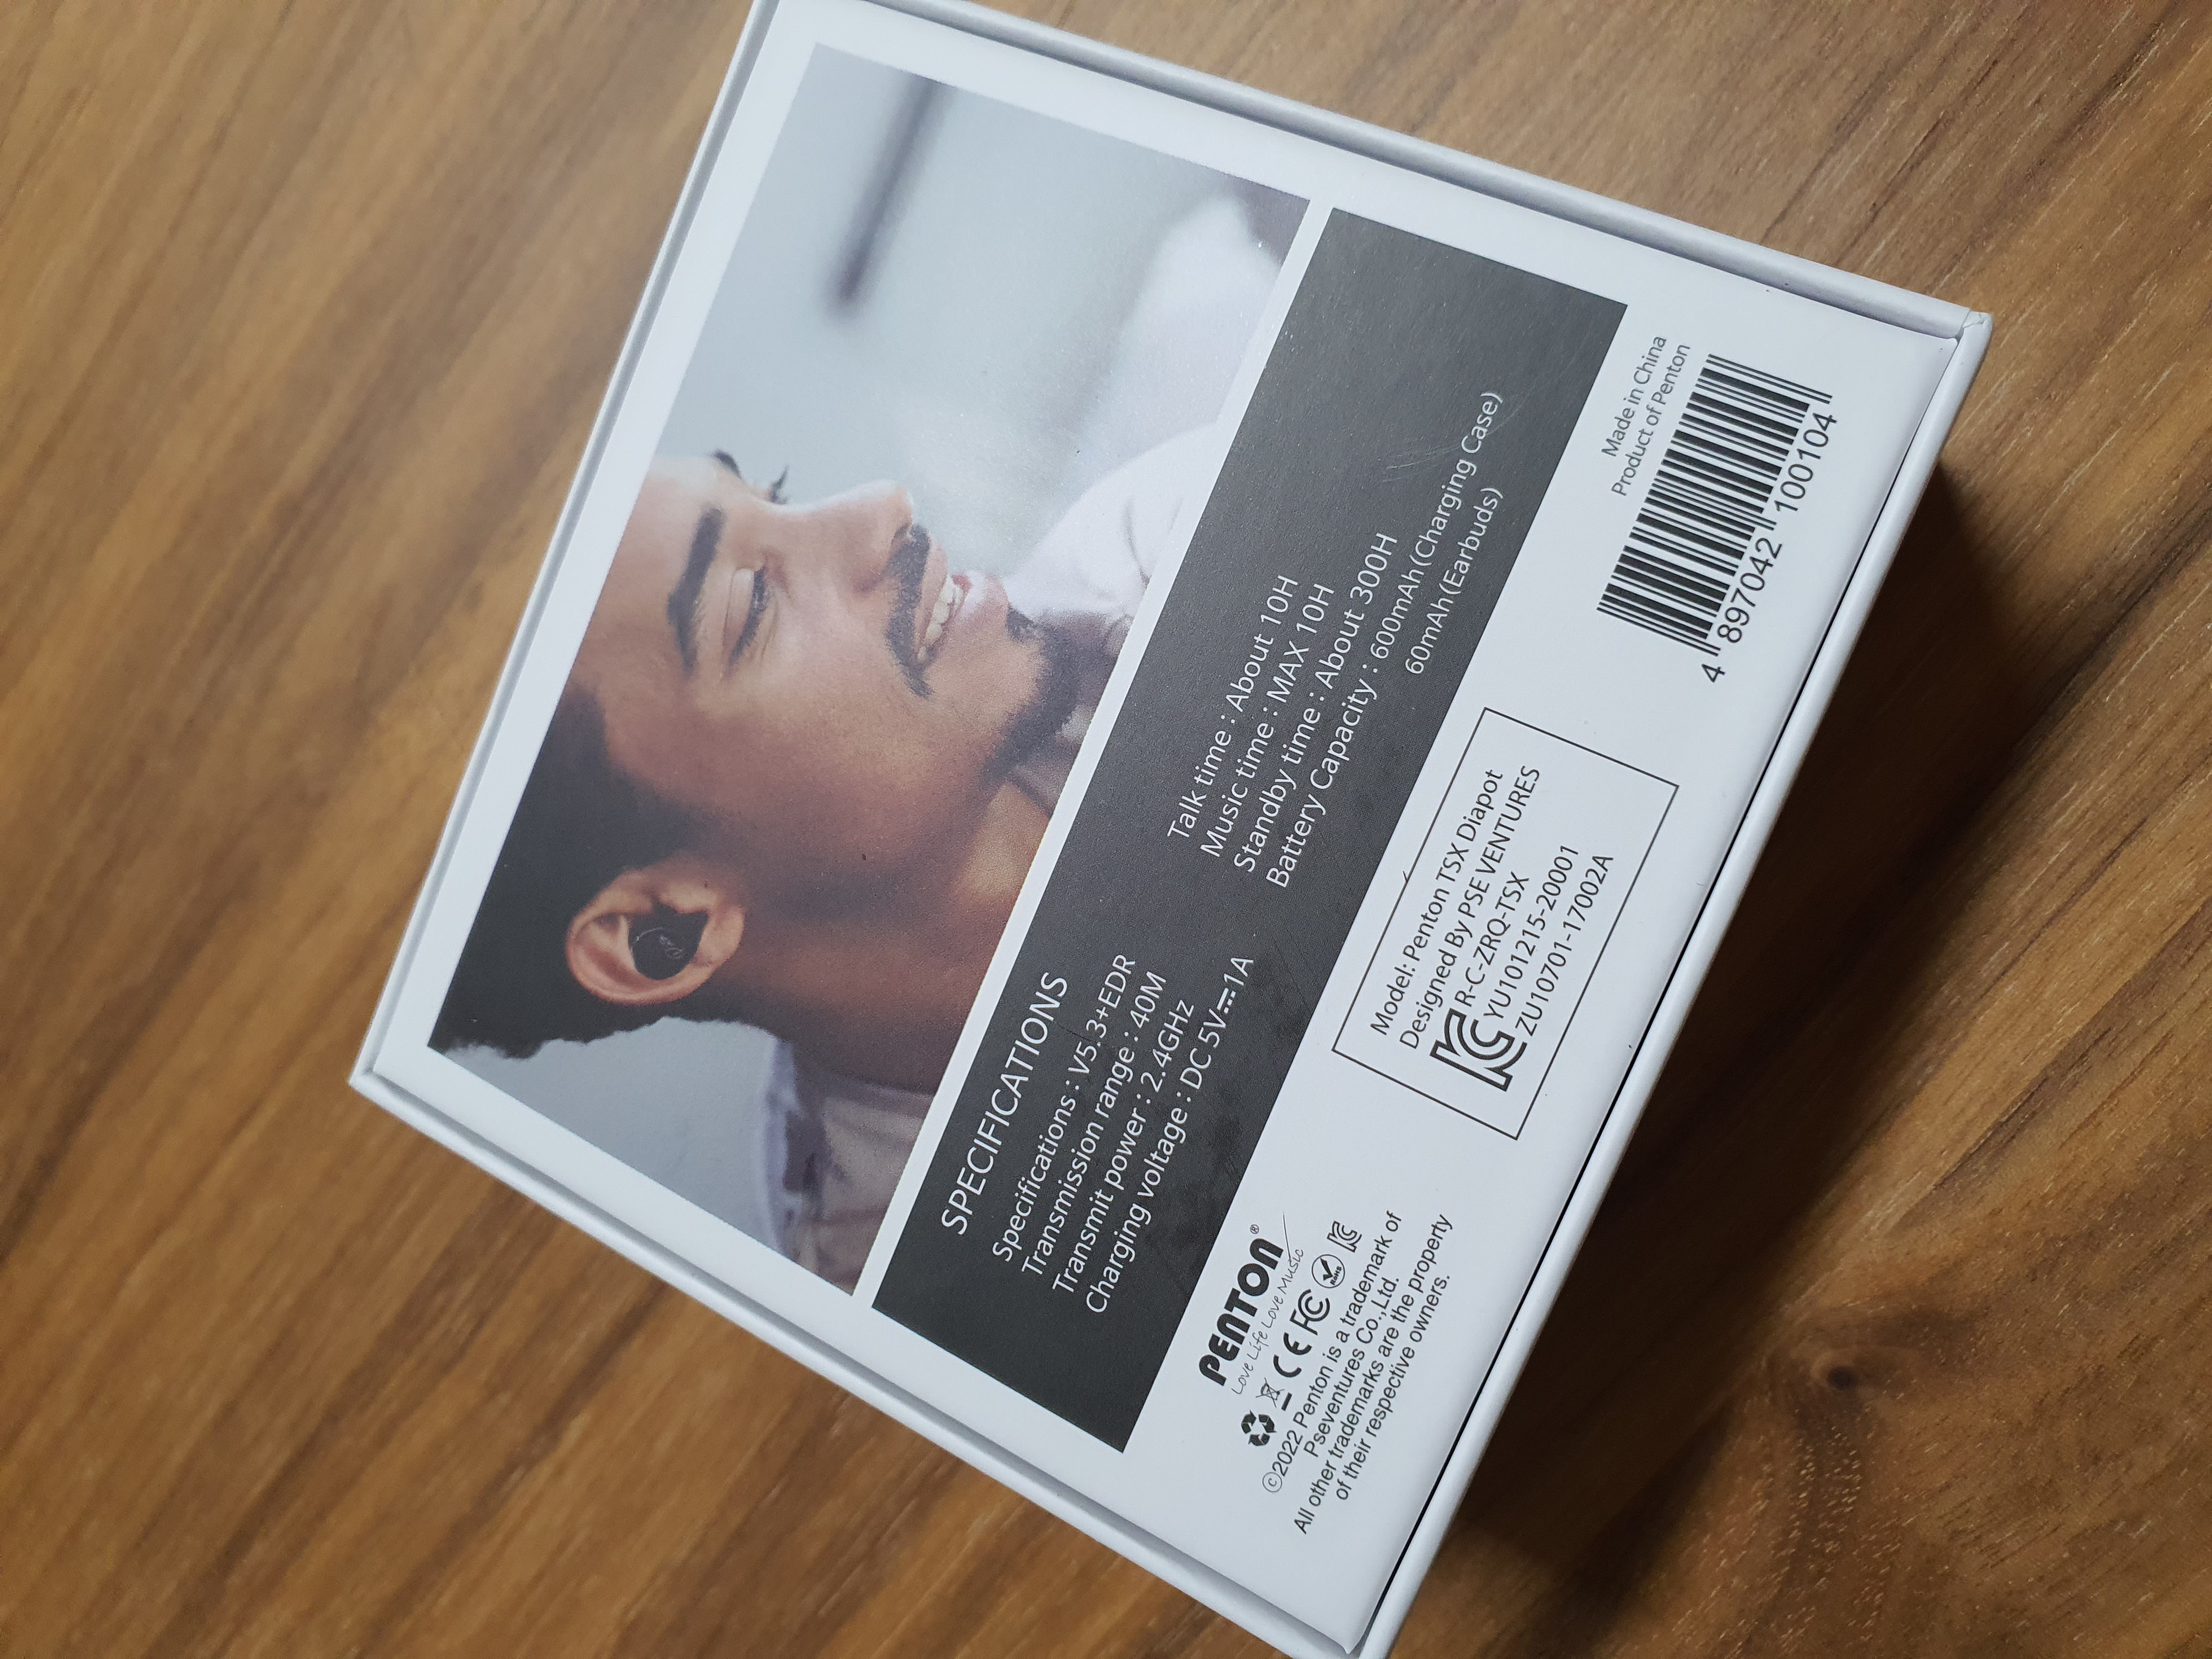 SPECIFICATIONS
Specifications : V5.3+EDR
Transmission range : 40M
Transmit power : 2.4GHz
Charging voltage : DC 5V⎓1A
Talk time : About 10H
Music time : MAX 10H
Standby time : About 300H
Battery Capacity : 600mAh(Charging Case)
60mAh(Earbuds)
PENTON®
Love Life Love Music
CE FC RoHS
©2022 Penton is a trademark of
Pseventures Co.,Ltd.
All other trademarks are the property
of their respective owners.
Model: Penton TSX Diapot
Designed By PSE VENTURES
R-C-ZRQ-TSX
YU101215-20001
ZU10701-17002A
Made in China
Product of Penton
4 897042 100104